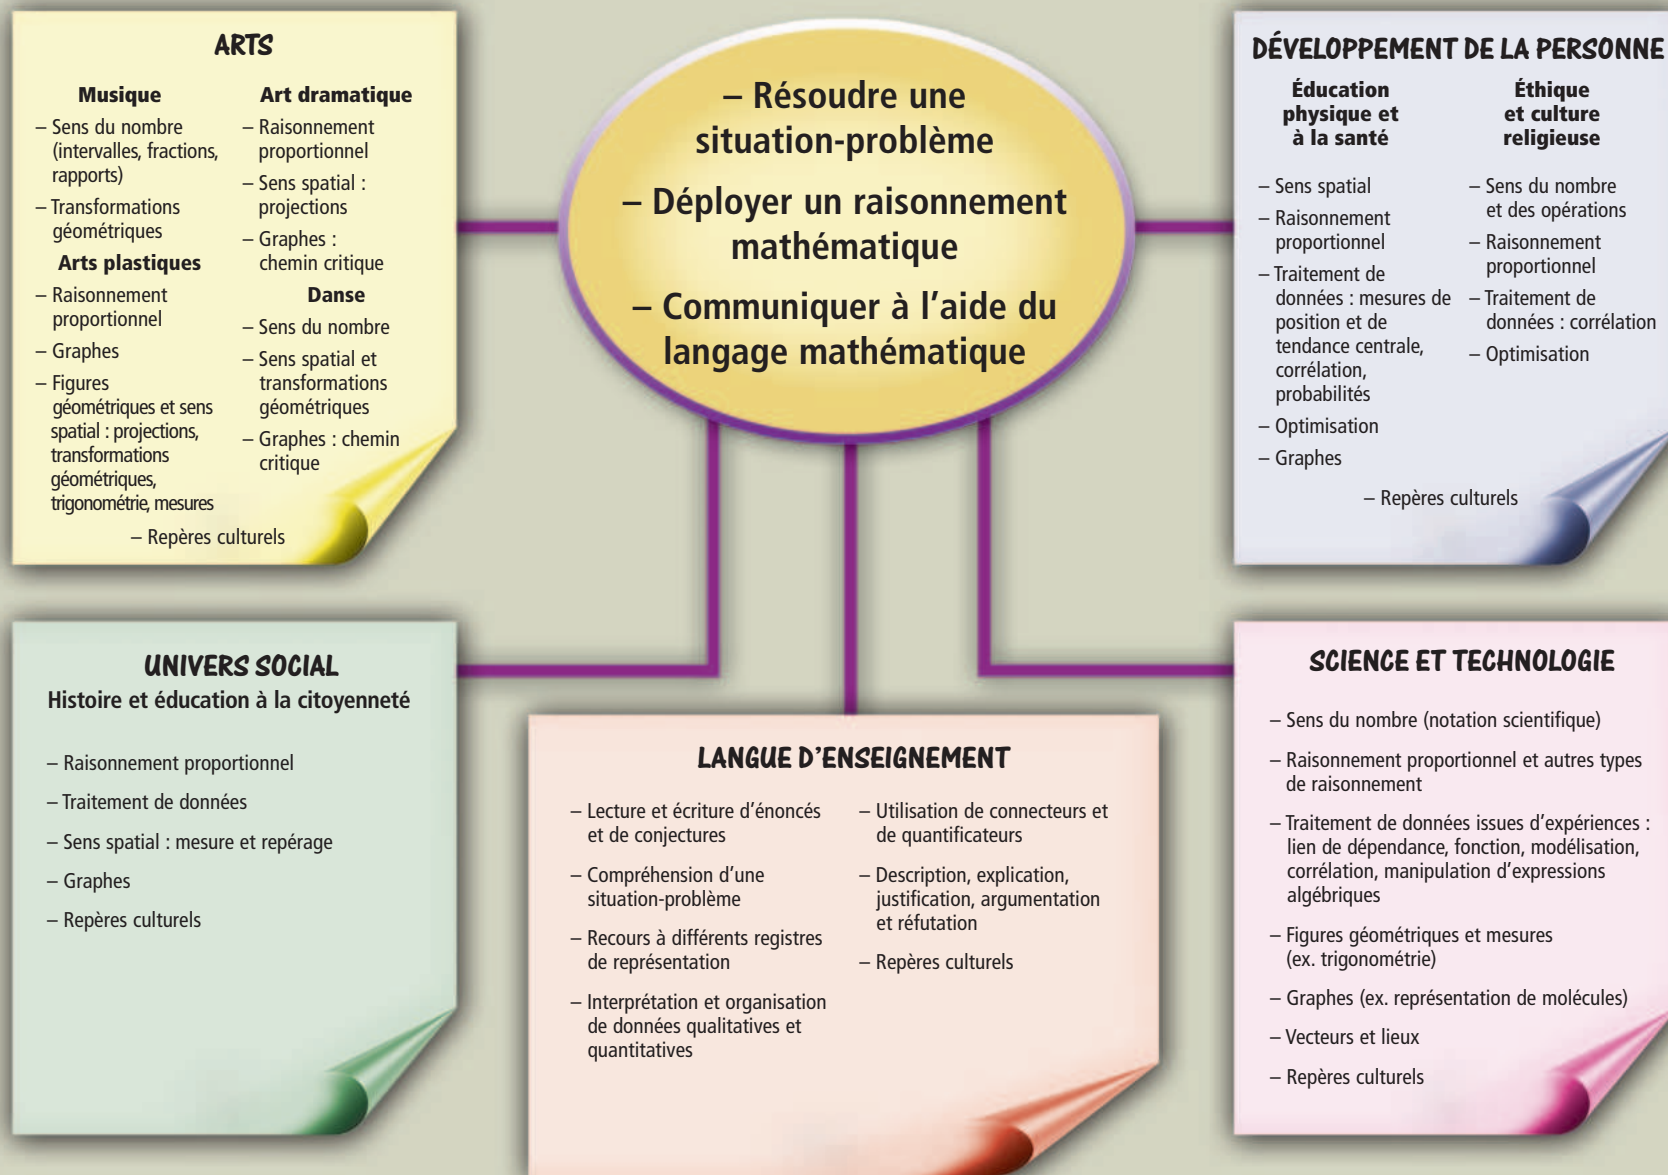 ARTS
Musique
– Sens du nombre
(intervalles, fractions,
rapports)
– Transformations
géométriques
Arts plastiques
– Raisonnement
proportionnel
– Graphes
– Figures
géométriques et sens
spatial : projections,
transformations
géométriques,
trigonométrie, mesures
Art dramatique
– Raisonnement
proportionnel
– Sens spatial :
projections
– Graphes :
chemin critique
Danse
– Sens du nombre
– Sens spatial et
transformations
géométriques
– Graphes : chemin
critique
– Repères culturels
– Résoudre une
situation-problème
– Déployer un raisonnement
mathématique
– Communiquer à l’aide du
langage mathématique
DÉVELOPPEMENT DE LA PERSONNE
Éducation
physique et
à la santé
– Sens spatial
– Raisonnement
proportionnel
– Traitement de
données : mesures de
position et de
tendance centrale,
corrélation,
probabilités
– Optimisation
– Graphes
Éthique
et culture
religieuse
– Sens du nombre
et des opérations
– Raisonnement
proportionnel
– Traitement de
données : corrélation
– Optimisation
– Repères culturels
UNIVERS SOCIAL
Histoire et éducation à la citoyenneté
– Raisonnement proportionnel
– Traitement de données
– Sens spatial : mesure et repérage
– Graphes
– Repères culturels
LANGUE D’ENSEIGNEMENT
– Lecture et écriture d’énoncés
et de conjectures
– Compréhension d’une
situation-problème
– Recours à différents registres
de représentation
– Interprétation et organisation
de données qualitatives et
quantitatives
– Utilisation de connecteurs et
de quantificateurs
– Description, explication,
justification, argumentation
et réfutation
– Repères culturels
SCIENCE ET TECHNOLOGIE
– Sens du nombre (notation scientifique)
– Raisonnement proportionnel et autres types
de raisonnement
– Traitement de données issues d’expériences :
lien de dépendance, fonction, modélisation,
corrélation, manipulation d’expressions
algébriques
– Figures géométriques et mesures
(ex. trigonométrie)
– Graphes (ex. représentation de molécules)
– Vecteurs et lieux
– Repères culturels